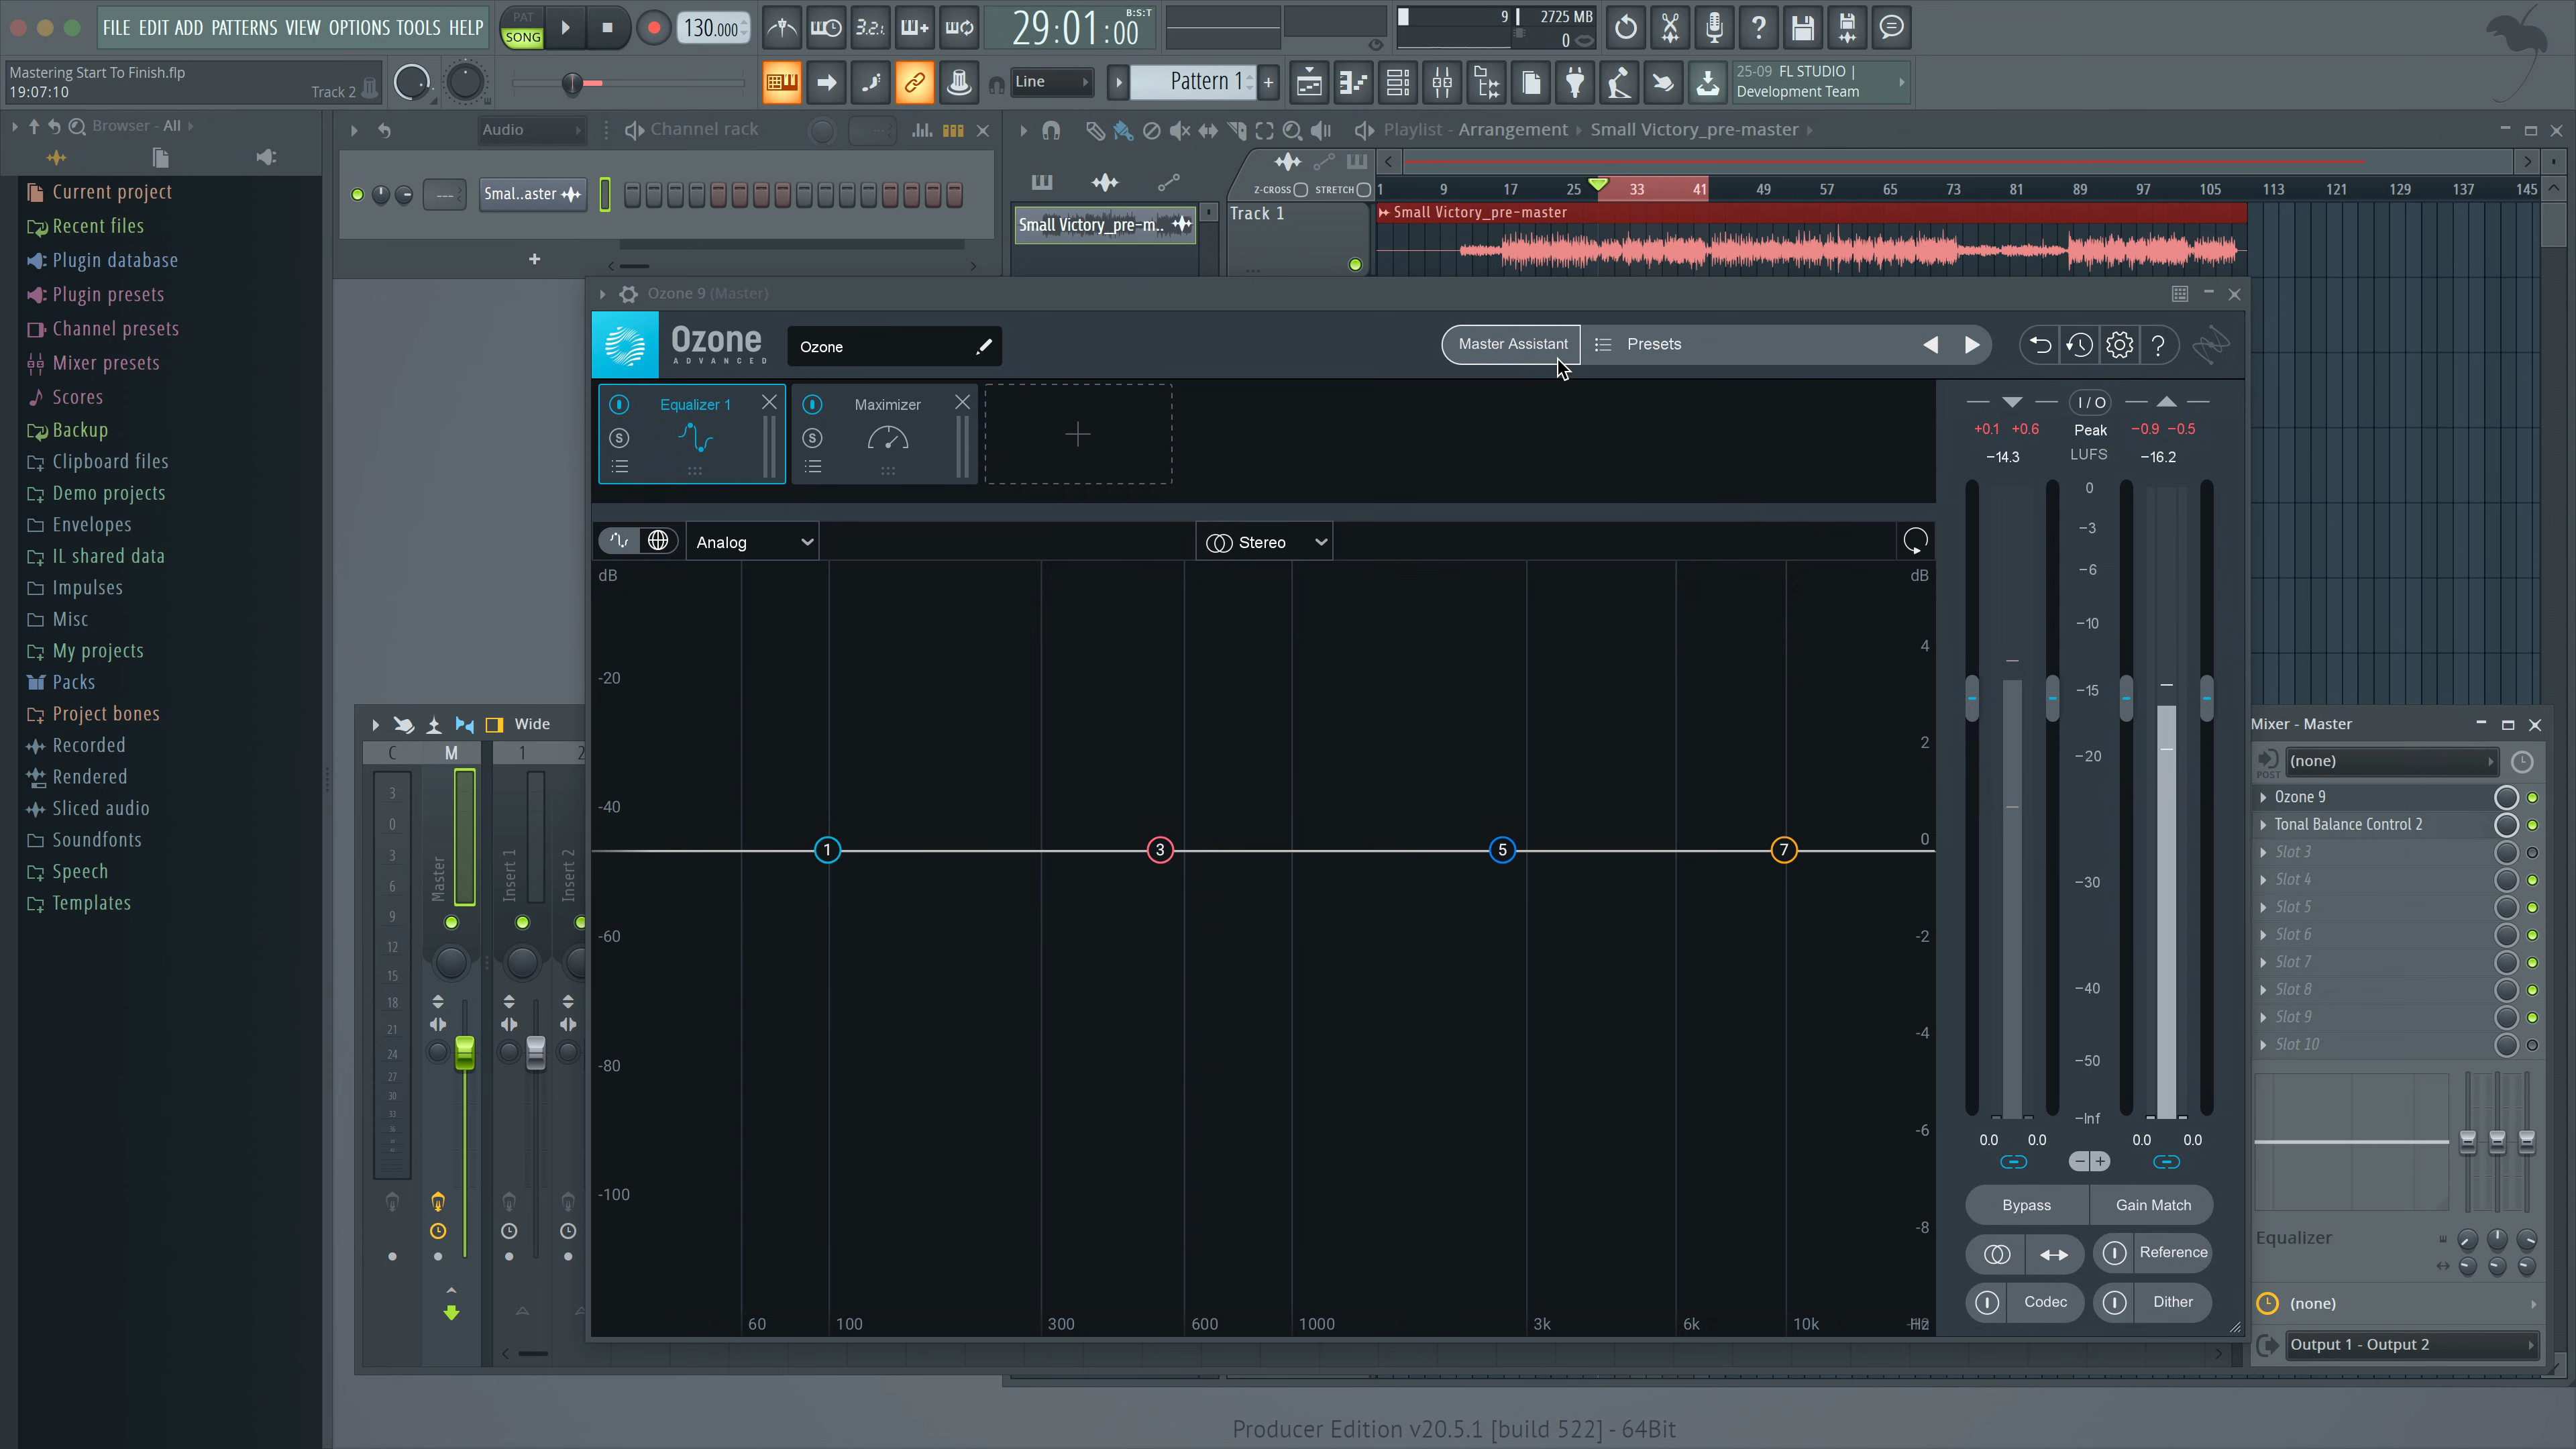 FILE EDIT ADD PATTERNS VIEW OPTIONS TOOLS HELP
PAT
SONG
130.000
3.2.
B:S:T
29:01:00
9
2725 MB
0
Mastering Start To Finish.flp
19:07:10
Track 2
Line
Pattern 1
25-09 FL STUDIO |
Development Team
Browser - All
Audio
Channel rack
Playlist - Arrangement
Small Victory_pre-master
Z-CROSS
STRETCH
1 9 17 25 33 41 49 57 65 73 81 89 97 105 113 121 129 137 145
Current project
Recent files
Plugin database
Plugin presets
Channel presets
Mixer presets
Scores
Backup
Clipboard files
Demo projects
Envelopes
IL shared data
Impulses
Misc
My projects
Packs
Project bones
Recorded
Rendered
Sliced audio
Soundfonts
Speech
Templates
Smal..aster
Small Victory_pre-m..
Track 1
Small Victory_pre-master
Ozone 9 (Master)
Ozone
ADVANCED
Ozone
Master Assistant
Presets
Equalizer 1
Maximizer
S
S
I / O
+0.1 +0.6
Peak
-0.9 -0.5
-14.3
LUFS
-16.2
Analog
Stereo
dB
-20
-40
-60
-80
-100
dB
4
2
0
-2
-4
-6
-8
1
3
5
7
60 100 300 600 1000 3k 6k 10k
Hz
0
-3
-6
-10
-15
-20
-30
-40
-50
-Inf
0.0 0.0
0.0 0.0
Bypass
Gain Match
Reference
Codec
Dither
Wide
C M 1 2
3
0
3
6
9
12
15
18
21
24
27
30
33
Master
Insert 1
Insert 2
Mixer - Master
POST
(none)
Ozone 9
Tonal Balance Control 2
Slot 3
Slot 4
Slot 5
Slot 6
Slot 7
Slot 8
Slot 9
Slot 10
Equalizer
(none)
Output 1 - Output 2
Producer Edition v20.5.1 [build 522] - 64Bit